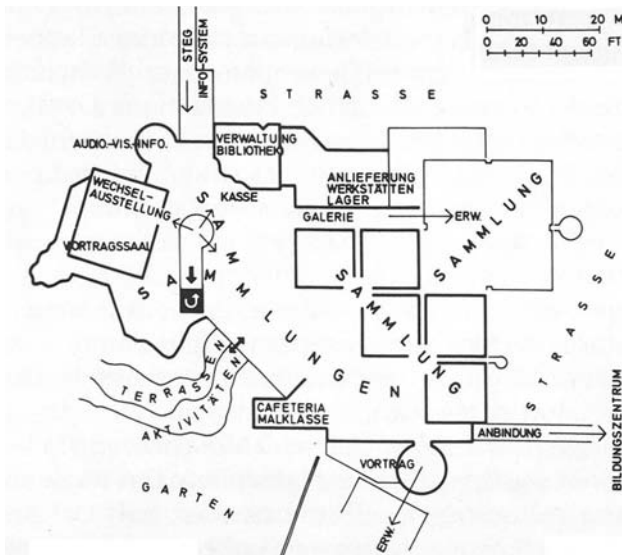 0 10 20 M
0 20 40 60 FT
STEG
INFO-SYSTEM
STRASSE
AUDIO.-VIS.-INFO.
VERWALTUNG
BIBLIOTHEK
WECHSEL-
AUSSTELLUNG
KASSE
ANLIEFERUNG
WERKSTÄTTEN
LAGER
GALERIE
ERW.
VORTRAGSSAAL
SAMMLUNGEN
SAM
SAMMLUNG
SAMMLUNG
STRASSE
TERRASSEN
AKTIVITÄTEN
CAFETERIA
MALKLASSE
ANBINDUNG
BILDUNGSZENTRUM
VORTRAG
GARTEN
ERW.